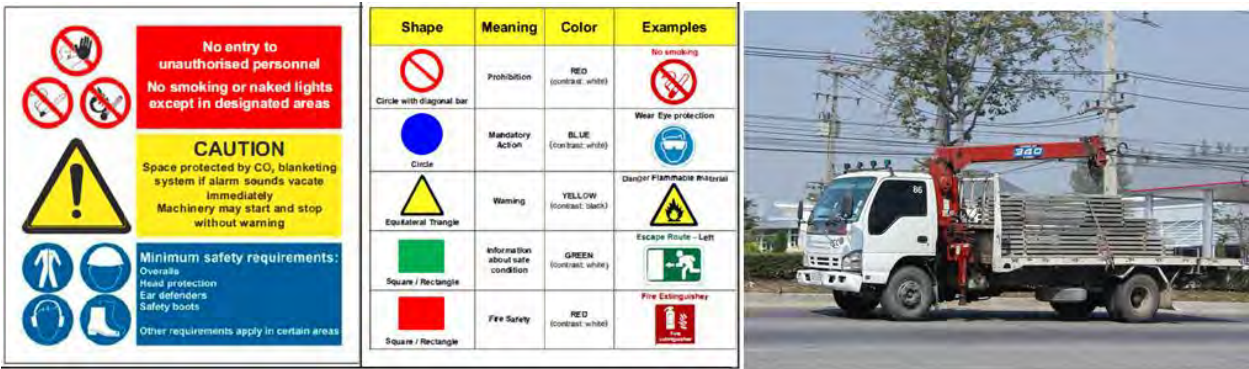 No entry to
unauthorised personnel
No smoking or naked lights
except in designated areas
CAUTION
Space protected by CO₂ blanketing
system if alarm sounds vacate
immediately
Machinery may start and stop
without warning
Minimum safety requirements:
Overalls
Head protection
Ear defenders
Safety boots
Other requirements apply in certain areas
Shape Meaning Color Examples
No smoking
Prohibition
RED
(contrast: white)
Circle with diagonal bar
Wear Eye protection
Mandatory
Action
BLUE
(contrast: white)
Circle
Danger Flammable Material
Warning
YELLOW
(contrast: black)
Equilateral Triangle
Escape Route - Left
Information
about safe
condition
GREEN
(contrast: white)
Square / Rectangle
Fire Extinguisher
Fire Safety
RED
(contrast: white)
Fire
extinguisher
Square / Rectangle
340
86